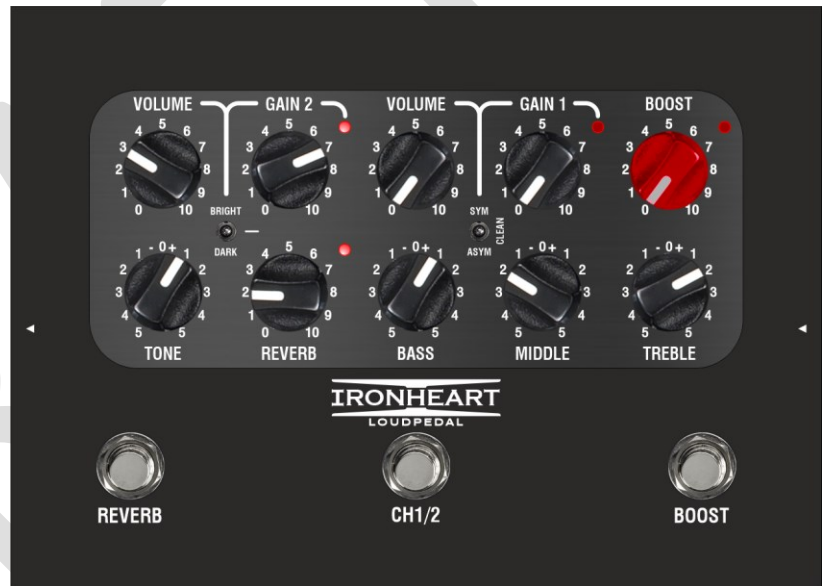 VOLUME GAIN 2 VOLUME GAIN 1 BOOST
0 1 2 3 4 5 6 7 8 9 10
0 1 2 3 4 5 6 7 8 9 10
0 1 2 3 4 5 6 7 8 9 10
0 1 2 3 4 5 6 7 8 9 10
0 1 2 3 4 5 6 7 8 9 10
BRIGHT
DARK
SYM
ASYM
CLEAN
5 4 3 2 1 - 0 + 1 2 3 4 5
0 1 2 3 4 5 6 7 8 9 10
5 4 3 2 1 - 0 + 1 2 3 4 5
5 4 3 2 1 - 0 + 1 2 3 4 5
5 4 3 2 1 - 0 + 1 2 3 4 5
TONE REVERB BASS MIDDLE TREBLE
IRONHEART
LOUDPEDAL
REVERB CH1/2 BOOST